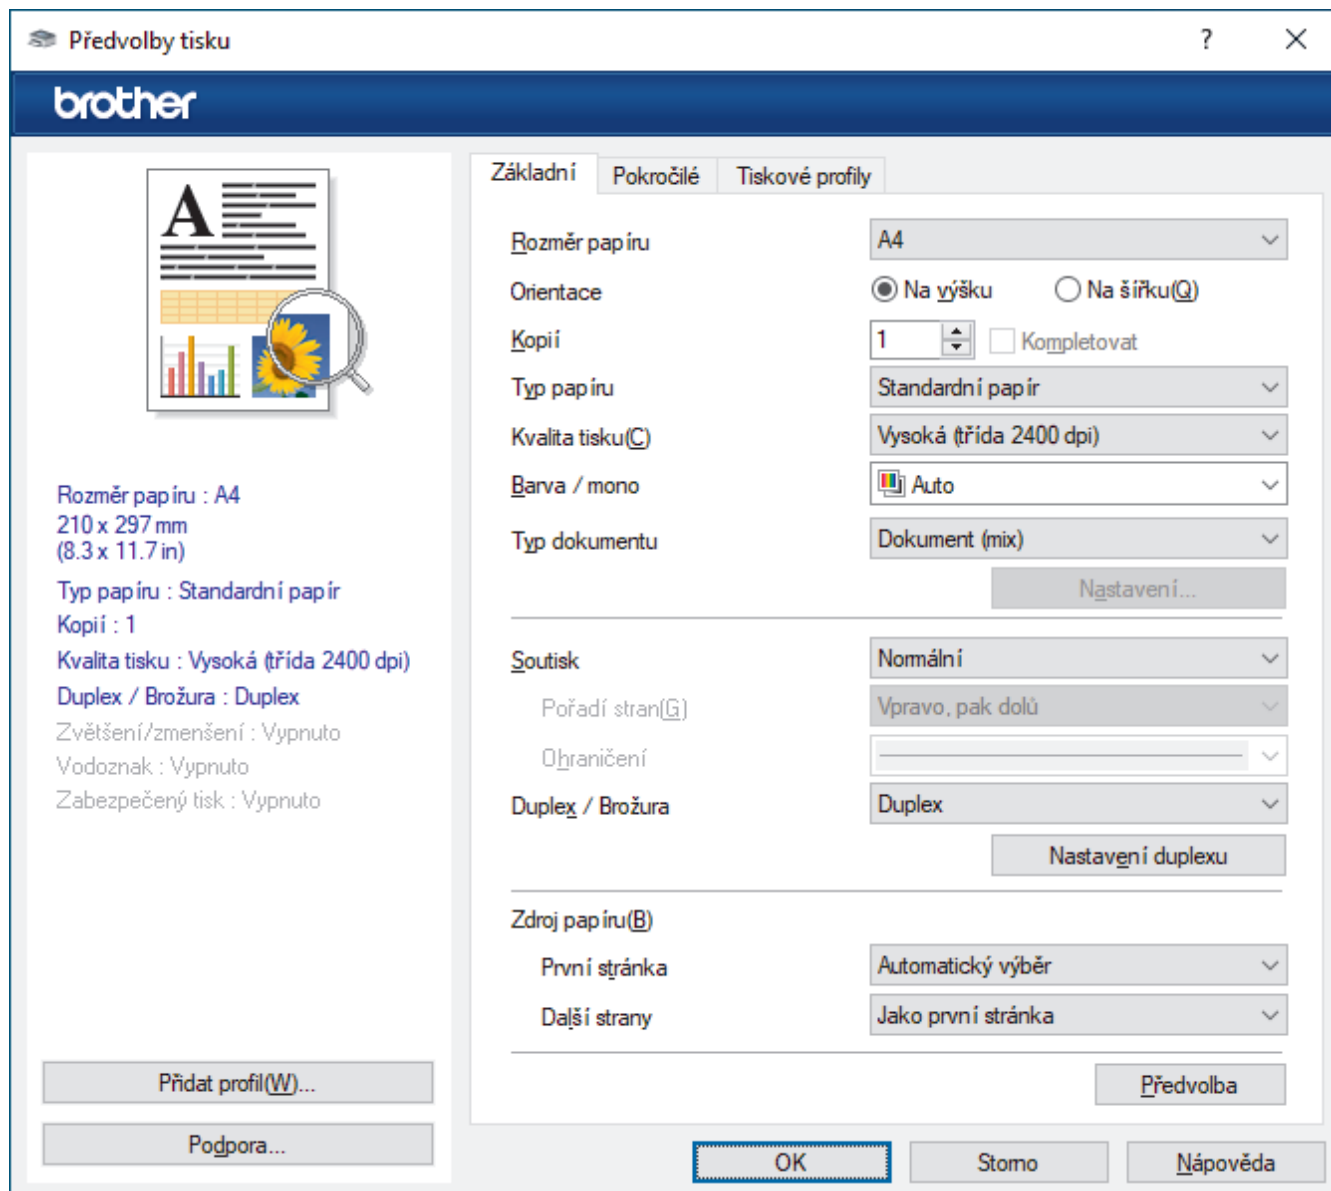 Předvolby tisku
?
brother
A
Rozměr papíru : A4
210 x 297 mm
(8.3 x 11.7 in)
Typ papíru : Standardní papír
Kopií : 1
Kvalita tisku : Vysoká (třída 2400 dpi)
Duplex / Brožura : Duplex
Zvětšení/zmenšení : Vypnuto
Vodoznak : Vypnuto
Zabezpečený tisk : Vypnuto
Přidat profil(W)...
Podpora...
Základní Pokročilé Tiskové profily
Rozměr papíru A4
Orientace Na výšku Na šířku(Q)
Kopií 1 Kompletovat
Typ papíru Standardní papír
Kvalita tisku(C) Vysoká (třída 2400 dpi)
Barva / mono Auto
Typ dokumentu Dokument (mix)
Nastavení...
Soutisk Normální
Pořadí stran(G) Vpravo, pak dolů
Ohraničení
Duplex / Brožura Duplex
Nastavení duplexu
Zdroj papíru(B)
První stránka Automatický výběr
Další strany Jako první stránka
Předvolba
OK Storno Nápověda